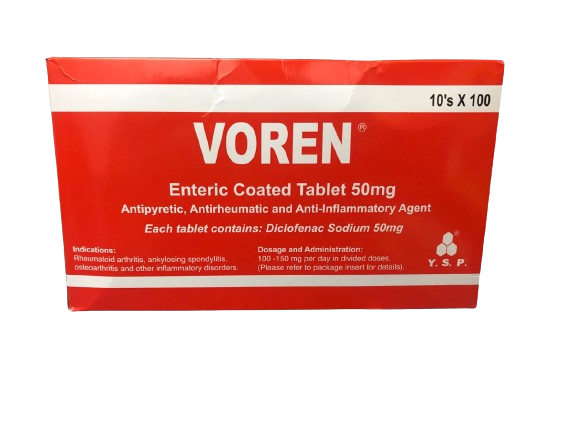 10's X 100
VOREN®
Enteric Coated Tablet 50mg
Antipyretic, Antirheumatic and Anti-Inflammatory Agent
Each tablet contains: Diclofenac Sodium 50mg
Indications:
Rheumatoid arthritis, ankylosing spondylitis,
osteoarthritis and other inflammatory disorders.
Dosage and Administration:
100 -150 mg per day in divided doses.
(Please refer to package insert for details).
®
Y. S. P.